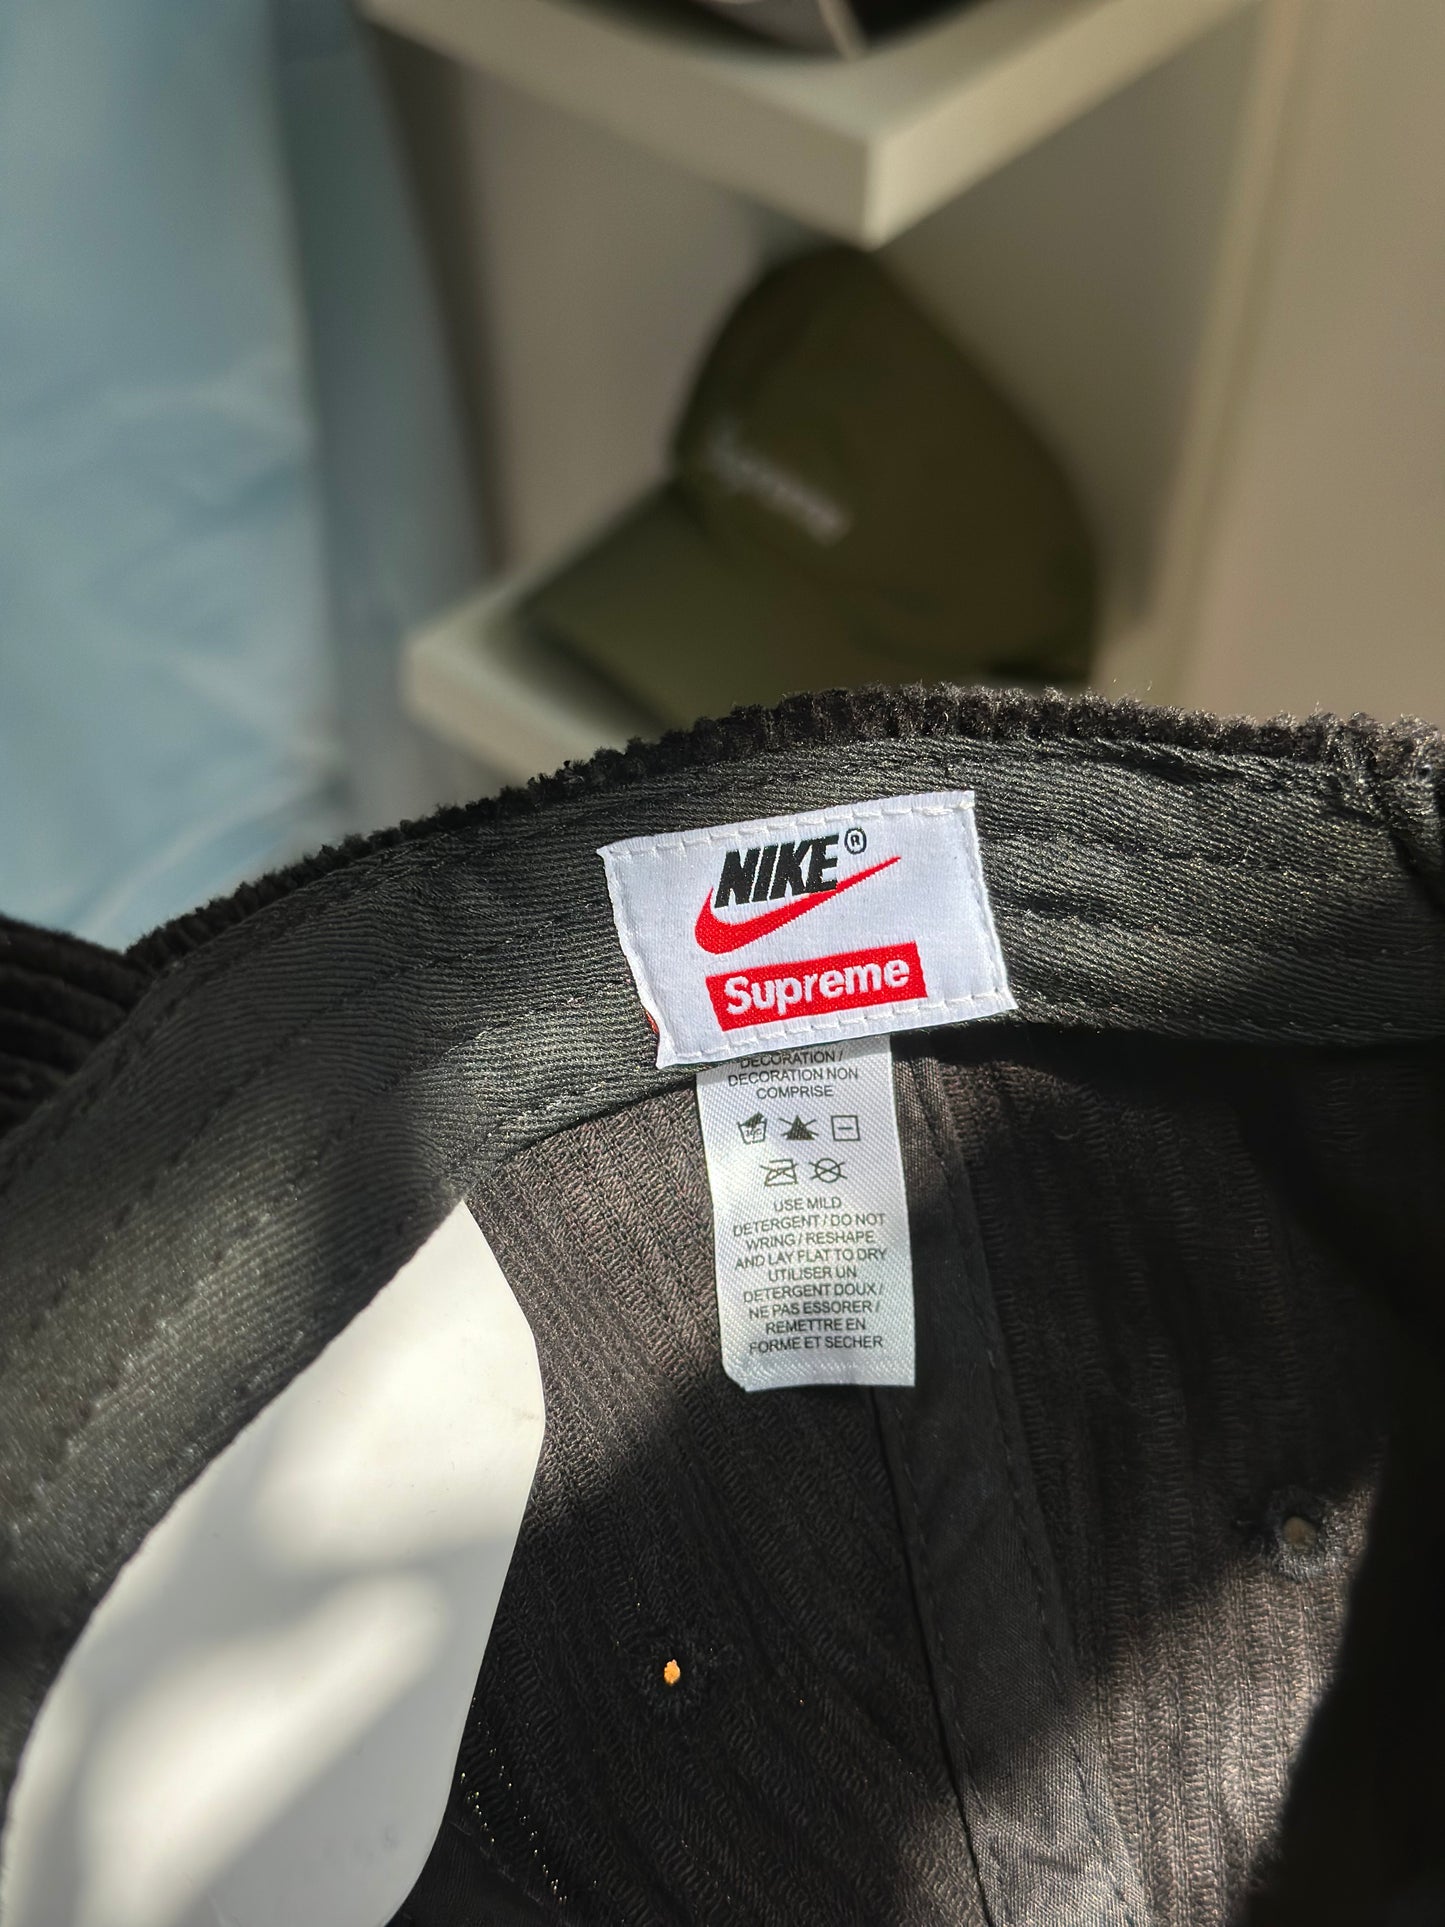 Supreme
NIKE®
Supreme
DECORATION /
DECORATION NON
COMPRISE
USE MILD
DETERGENT / DO NOT
WRING / RESHAPE
AND LAY FLAT TO DRY
UTILISER UN
DETERGENT DOUX /
NE PAS ESSORER /
REMETTRE EN
FORME ET SECHER